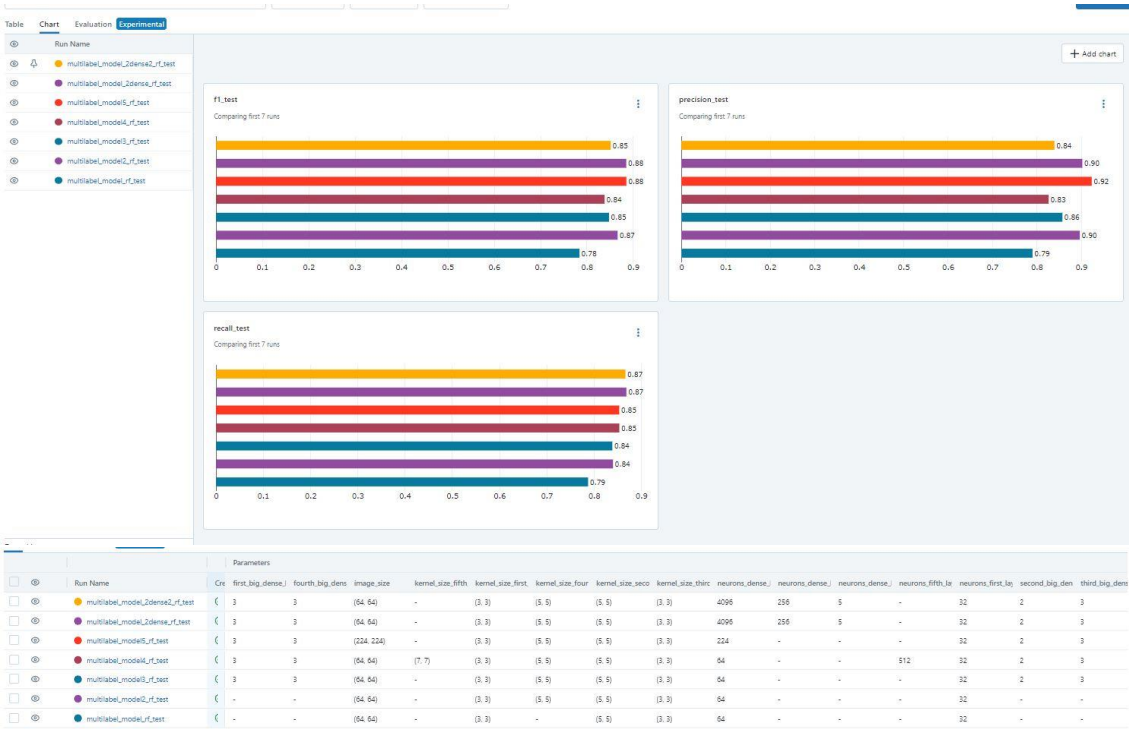 Table Chart Evaluation Experimental
Run Name
multilabel_model_2dense2_rf_test
multilabel_model_2dense_rf_test
multilabel_model5_rf_test
multilabel_model4_rf_test
multilabel_model3_rf_test
multilabel_model2_rf_test
multilabel_model_rf_test
+ Add chart
f1_test
Comparing first 7 runs
0.85
0.88
0.88
0.84
0.85
0.87
0.78
0 0.1 0.2 0.3 0.4 0.5 0.6 0.7 0.8 0.9
precision_test
Comparing first 7 runs
0.84
0.90
0.92
0.83
0.86
0.90
0.79
0 0.1 0.2 0.3 0.4 0.5 0.6 0.7 0.8 0.9
recall_test
Comparing first 7 runs
0.87
0.87
0.85
0.85
0.84
0.84
0.79
0 0.1 0.2 0.3 0.4 0.5 0.6 0.7 0.8 0.9
Parameters
Run Name Cre first_big_dense_l fourth_big_dens image_size kernel_size_fifth kernel_size_first_ kernel_size_four kernel_size_seco kernel_size_thirc neurons_dense_ neurons_dense_ neurons_dense_ neurons_fifth_la neurons_first_lay second_big_den third_big_dens
multilabel_model_2dense2_rf_test 3 3 (64, 64) - (3, 3) (5, 5) (5, 5) (3, 3) 4096 256 5 - 32 2 3
multilabel_model_2dense_rf_test 3 3 (64, 64) - (3, 3) (5, 5) (5, 5) (3, 3) 4096 256 5 - 32 2 3
multilabel_model5_rf_test 3 3 (224, 224) - (3, 3) (5, 5) (5, 5) (3, 3) 224 - - - 32 2 3
multilabel_model4_rf_test 3 3 (64, 64) (7, 7) (3, 3) (5, 5) (5, 5) (3, 3) 64 - - 512 32 2 3
multilabel_model3_rf_test 3 3 (64, 64) - (3, 3) (5, 5) (5, 5) (3, 3) 64 - - - 32 2 3
multilabel_model2_rf_test - - (64, 64) - (3, 3) (5, 5) (5, 5) (3, 3) 64 - - - 32 - -
multilabel_model_rf_test - - (64, 64) - (3, 3) - (5, 5) (3, 3) 64 - - - 32 - -